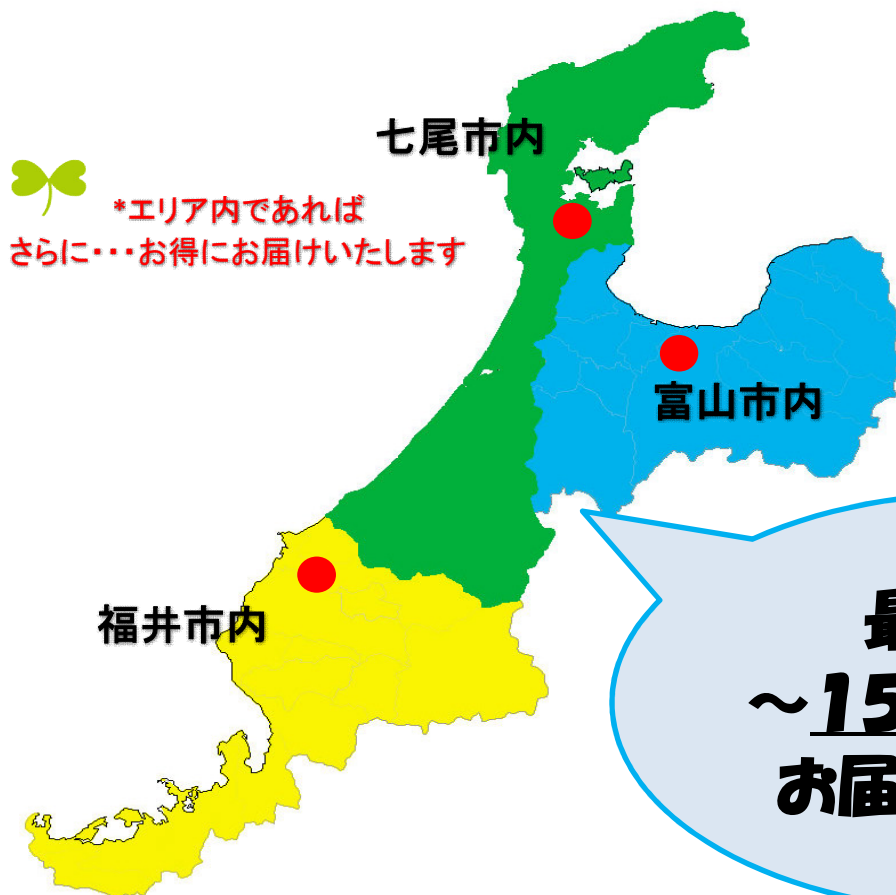 七尾市内
*エリア内であれば
さらに・・・お得にお届けいたします
富山市内
福井市内
最
～15
お届